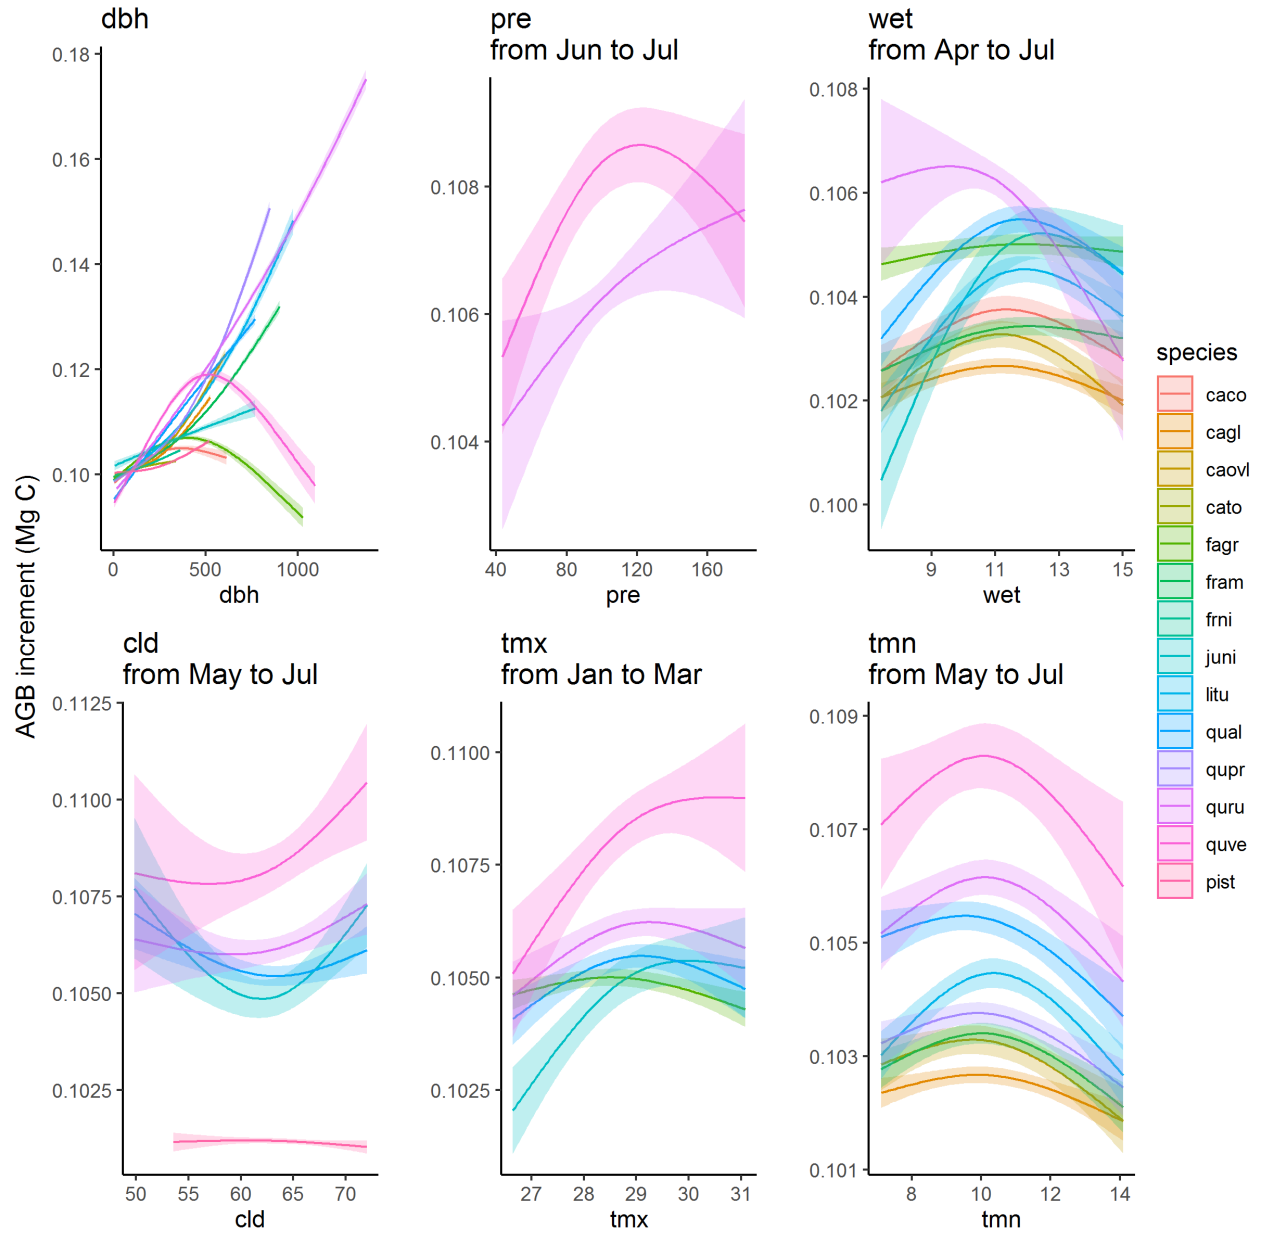 dbh
0.18
0.16
0.14
0.12
0.10
0
500
1000
dbh
pre
from Jun to Jul
0.108
0.106
0.104
40
80
120
160
pre
wet
from Apr to Jul
0.108
0.106
0.104
0.102
0.100
9
11
13
15
wet
AGB increment (Mg C)
cld
from May to Jul
0.1125
0.1100
0.1075
0.1050
0.1025
50
55
60
65
70
cld
tmx
from Jan to Mar
0.1100
0.1075
0.1050
0.1025
27
28
29
30
31
tmx
tmn
from May to Jul
0.109
0.107
0.105
0.103
0.101
8
10
12
14
tmn
species
caco
cagl
caovl
cato
fagr
fram
frni
juni
litu
qual
qupr
quru
quve
pist